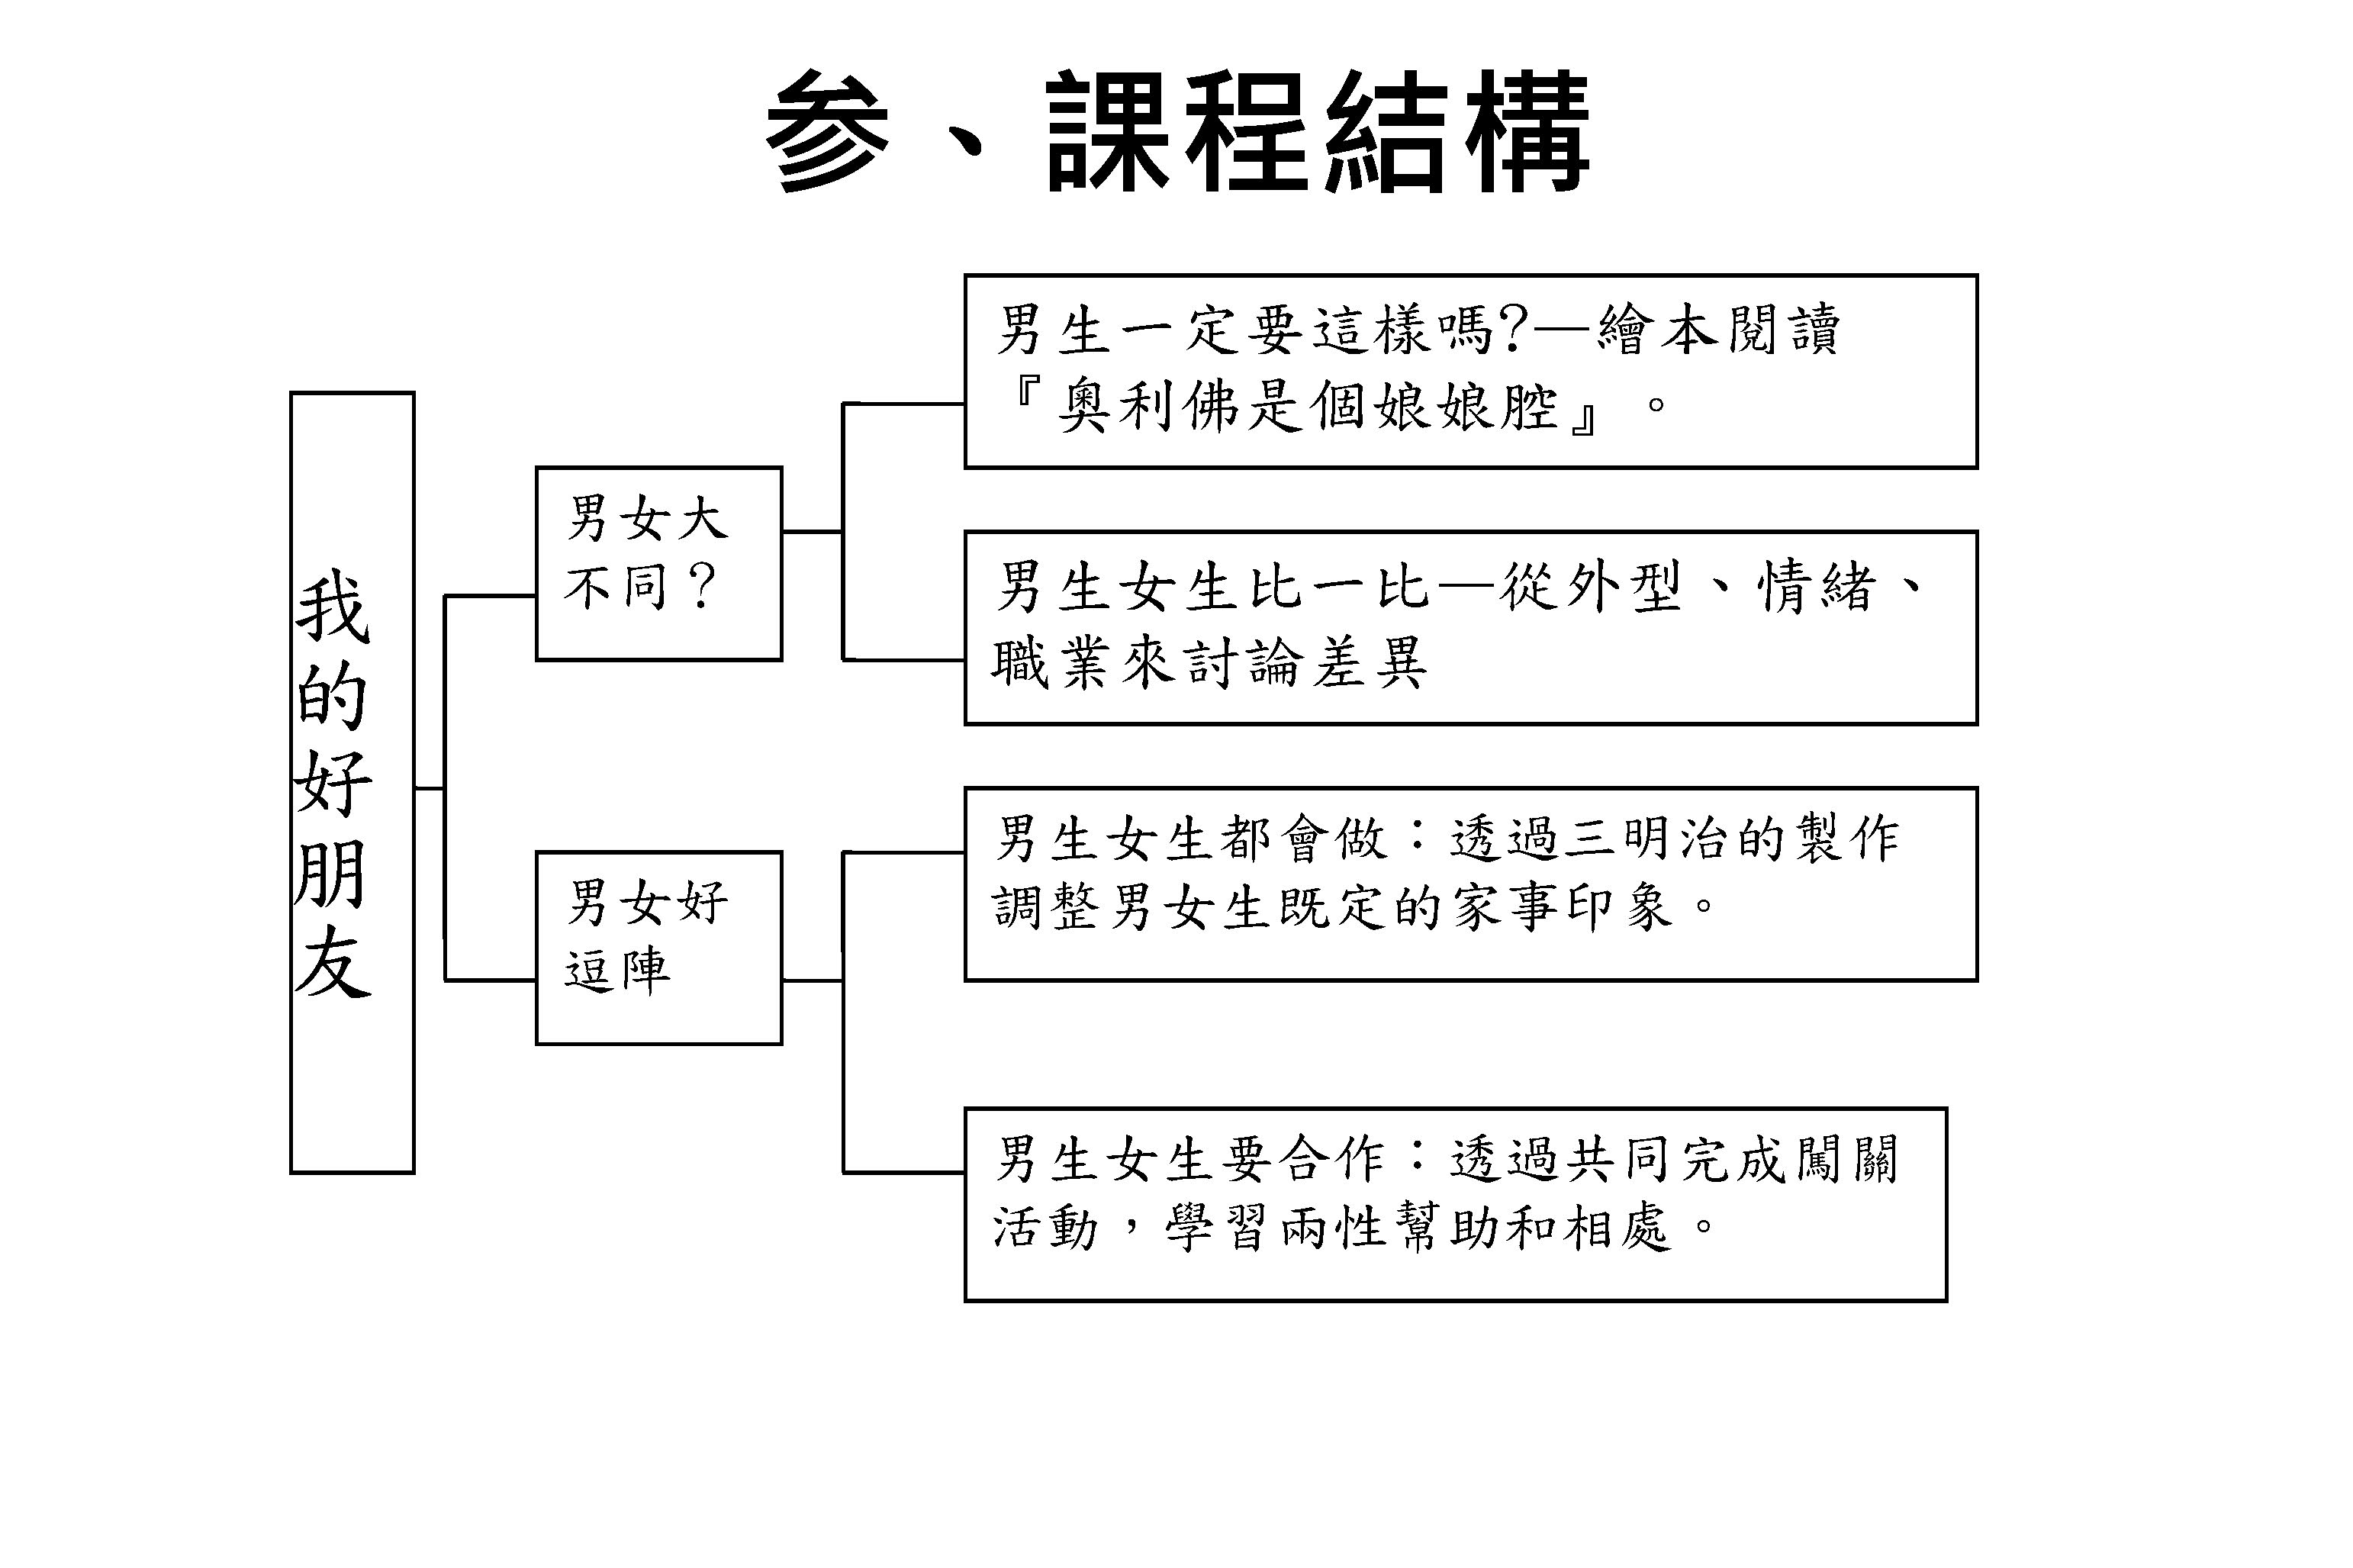 参、課程結構
我的好朋友
男女大
不同？
男生一定要這樣嗎?—繪本閱讀
『奧利佛是個娘娘腔』。
男生女生比一比—從外型、情緒、
職業來討論差異
男女好
逗陣
男生女生都會做：透過三明治的製作
調整男女生既定的家事印象。
男生女生要合作：透過共同完成闖關
活動，學習兩性幫助和相處。